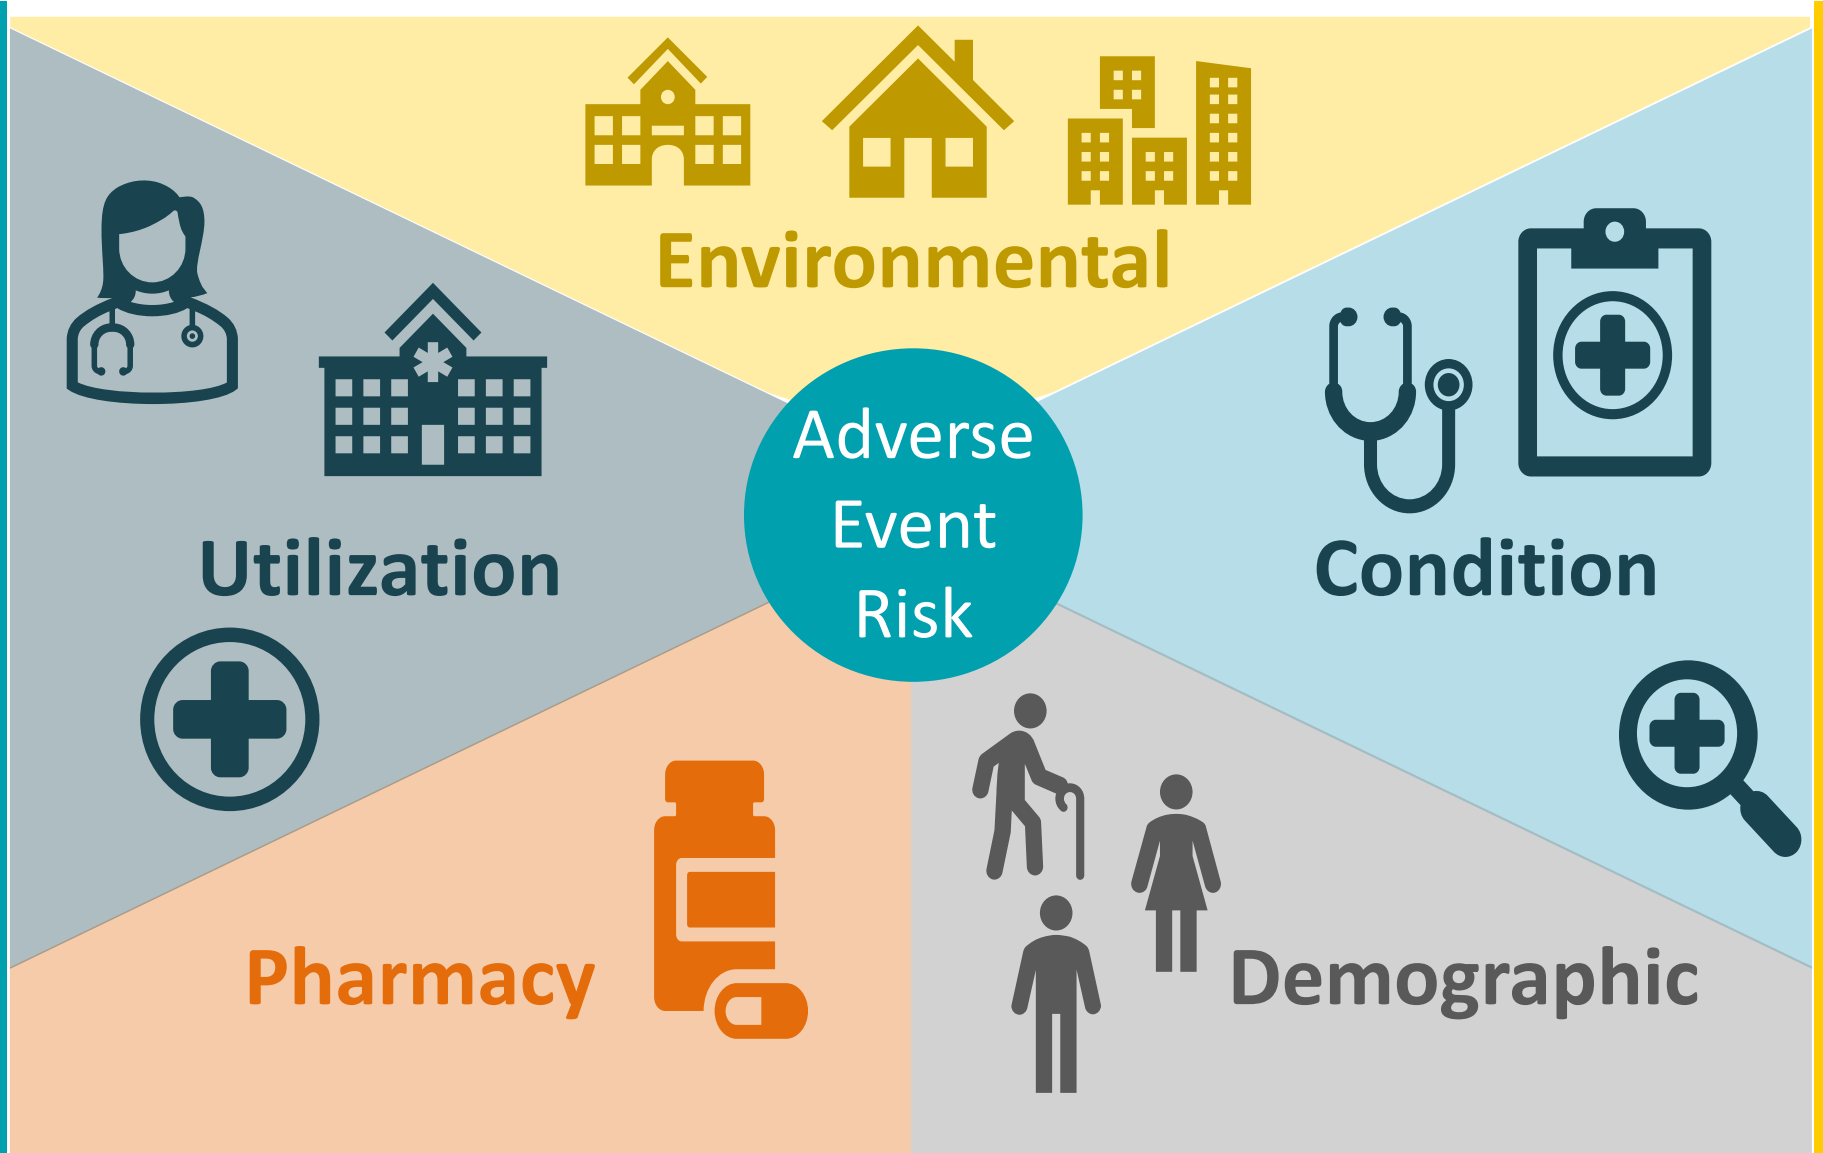 Environmental
Adverse
Event
Risk
Utilization
Condition
Pharmacy
Demographic